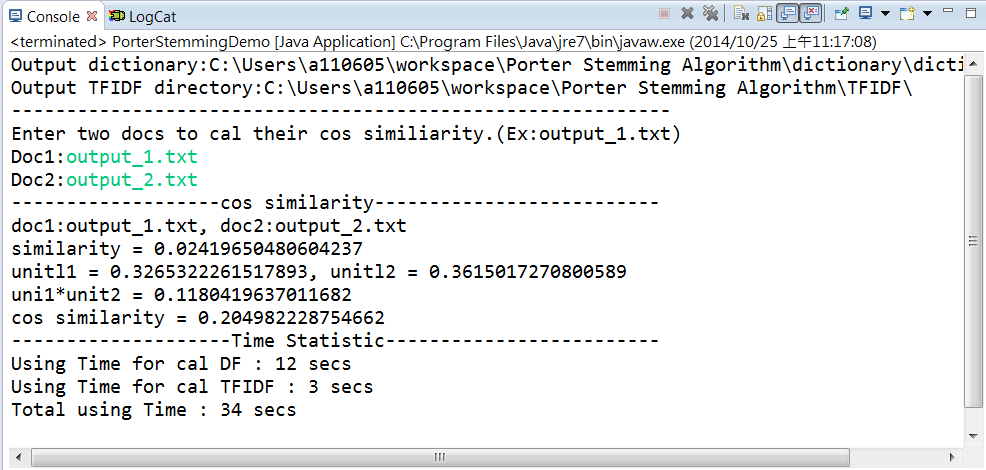 Console LogCat
<terminated> PorterStemmingDemo [Java Application] C:\Program Files\Java\jre7\bin\javaw.exe (2014/10/25 上午11:17:08)
Output dictionary:C:\Users\a110605\workspace\Porter Stemming Algorithm\dictionary\dicti
Output TFIDF directory:C:\Users\a110605\workspace\Porter Stemming Algorithm\TFIDF\
------------------------------------------------------------
Enter two docs to cal their cos similiarity.(Ex:output_1.txt)
Doc1:output_1.txt
Doc2:output_2.txt
-------------------cos similarity--------------------------
doc1:output_1.txt, doc2:output_2.txt
similarity = 0.02419650480604237
unitl1 = 0.3265322261517893, unitl2 = 0.3615017270800589
uni1*unit2 = 0.1180419637011682
cos similarity = 0.204982228754662
--------------------Time Statistic-------------------------
Using Time for cal DF : 12 secs
Using Time for cal TFIDF : 3 secs
Total using Time : 34 secs